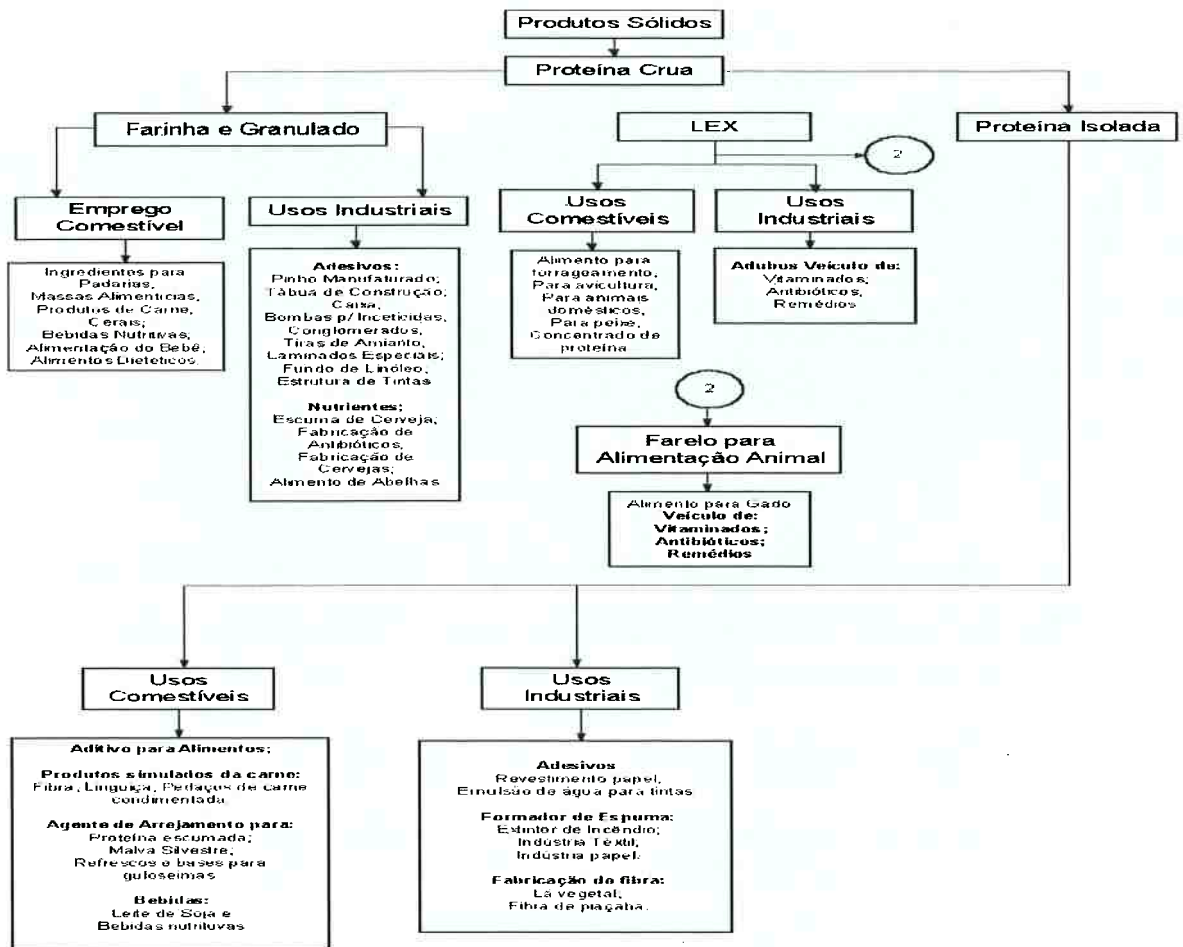 Produtos Sólidos
Proteína Crua
Farinha e Granulado
LEX
Proteína Isolada
2
Emprego
Comestível
Usos Industriais
Usos
Comestíveis
Usos
Industriais
Ingredientes para
Padarias,
Massas Alimentícias,
Produtos de Carne,
Cerais;
Bebidas Nutritivas,
Alimentação do Bebê,
Alimentos Dietéticos
Adesivos:
Pinho Manufaturado;
Tábua de Construção;
Caixa,
Bombas p/ Inceticidas,
Conglomerados,
Tiras de Amianto,
Laminados Especiais;
Fundo de Linóleo,
Estrutura de Tintas
Nutrientes;
Escuma de Cerveja;
Fabricação de
Antibióticos,
Fabricação de
Cervejas;
Alimento de Abelhas
Alimento para
forrageamento,
Para avicultura,
Para animais
domésticos,
Para peixe,
Concentrado de
proteína
Adubos Veículo de:
Vitaminados;
Antibióticos,
Remédios
2
Farelo para
Alimentação Animal
Alimento para Gado
Veículo de:
Vitaminados;
Antibióticos;
Remédios
Usos
Comestíveis
Usos
Industriais
Aditivo para Alimentos;
Produtos simulados da carne:
Fibra, Linguiça, Pedaços de carne
condimentada
Agente de Arrejamento para:
Proteína escumada;
Malva Silvestre;
Refrescos e bases para
guloseimas
Bebidas:
Leite de Soja e
Bebidas nutrituvas
Adesivos
Revestimento papel,
Emulsão de água para tintas
Formador de Espuma:
Extintor de Incêndio;
Indústria Têxtil,
Indústria papel.
Fabricação do fibra:
Lã vegetal;
Fibra de piaçaba.